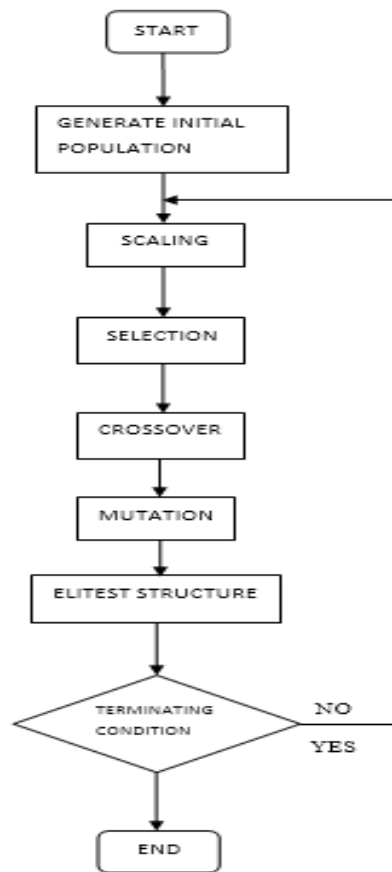 START
GENERATE INITIAL
POPULATION
SCALING
SELECTION
CROSSOVER
MUTATION
ELITEST STRUCTURE
TERMINATING
CONDITION
NO
YES
END